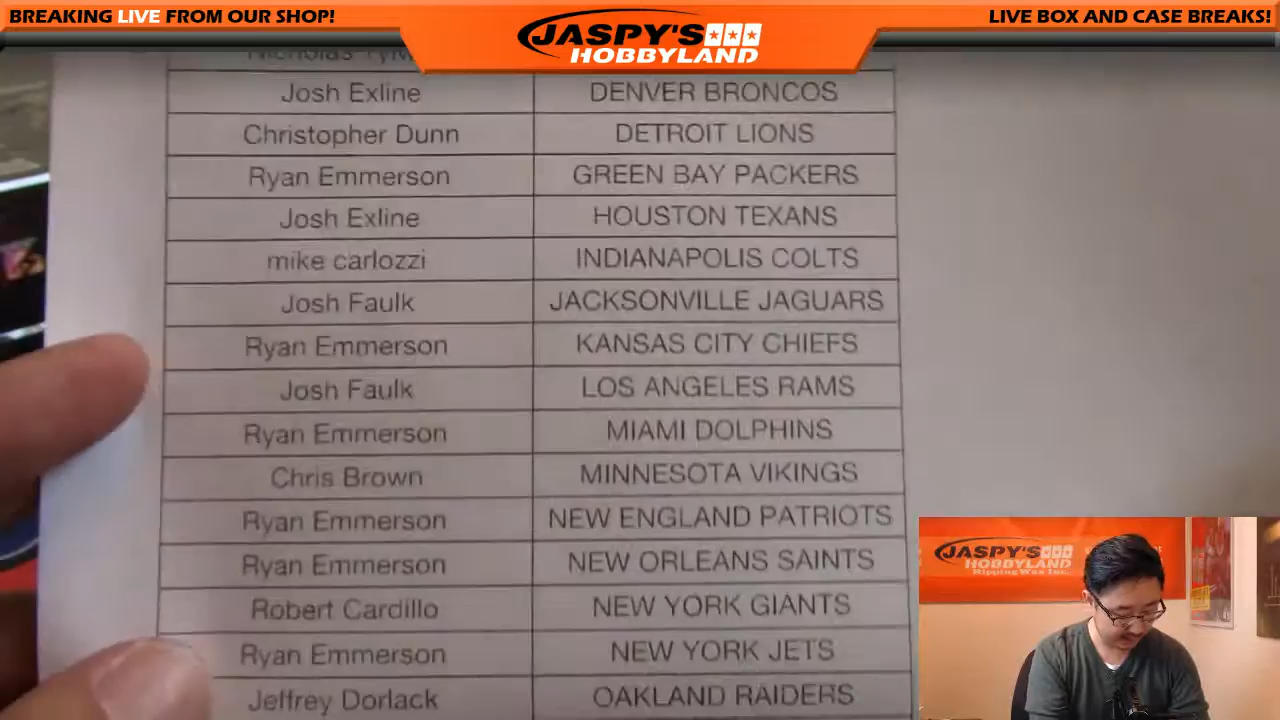 BREAKING LIVE FROM OUR SHOP!
JASPY'S
HOBBYLAND
LIVE BOX AND CASE BREAKS!
Nicholas
Josh Exline DENVER BRONCOS
Christopher Dunn DETROIT LIONS
Ryan Emmerson GREEN BAY PACKERS
Josh Exline HOUSTON TEXANS
mike carlozzi INDIANAPOLIS COLTS
Josh Faulk JACKSONVILLE JAGUARS
Ryan Emmerson KANSAS CITY CHIEFS
Josh Faulk LOS ANGELES RAMS
Ryan Emmerson MIAMI DOLPHINS
Chris Brown MINNESOTA VIKINGS
Ryan Emmerson NEW ENGLAND PATRIOTS
Ryan Emmerson NEW ORLEANS SAINTS
Robert Cardillo NEW YORK GIANTS
Ryan Emmerson NEW YORK JETS
Jeffrey Dorlack OAKLAND RAIDERS
JASPY'S
HOBBYLAND
RippingWax Inc.